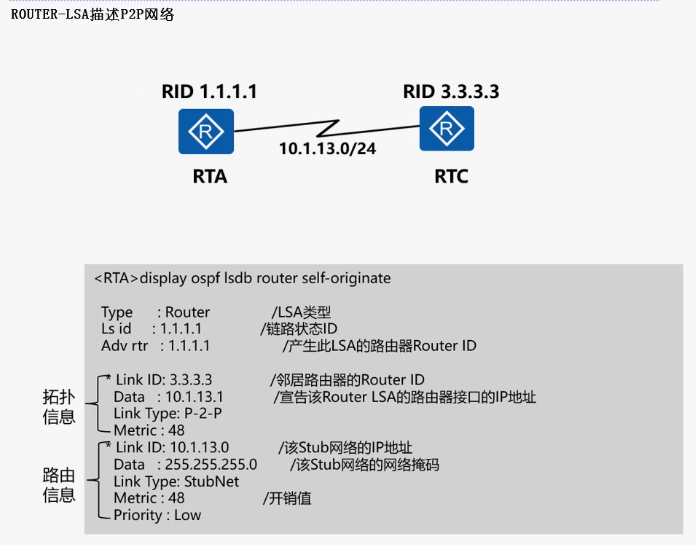 ROUTER-LSA描述P2P网络
RID 1.1.1.1
RID 3.3.3.3
10.1.13.0/24
RTA
RTC
<RTA>display ospf lsdb router self-originate
Type : Router /LSA类型
Ls id : 1.1.1.1 /链路状态ID
Adv rtr : 1.1.1.1 /产生此LSA的路由器Router ID
拓扑
信息
* Link ID: 3.3.3.3 /邻居路由器的Router ID
Data : 10.1.13.1 /宣告该Router LSA的路由器接口的IP地址
Link Type: P-2-P
Metric : 48
路由
信息
* Link ID: 10.1.13.0 /该Stub网络的IP地址
Data : 255.255.255.0 /该Stub网络的网络掩码
Link Type: StubNet
Metric : 48 /开销值
Priority : Low